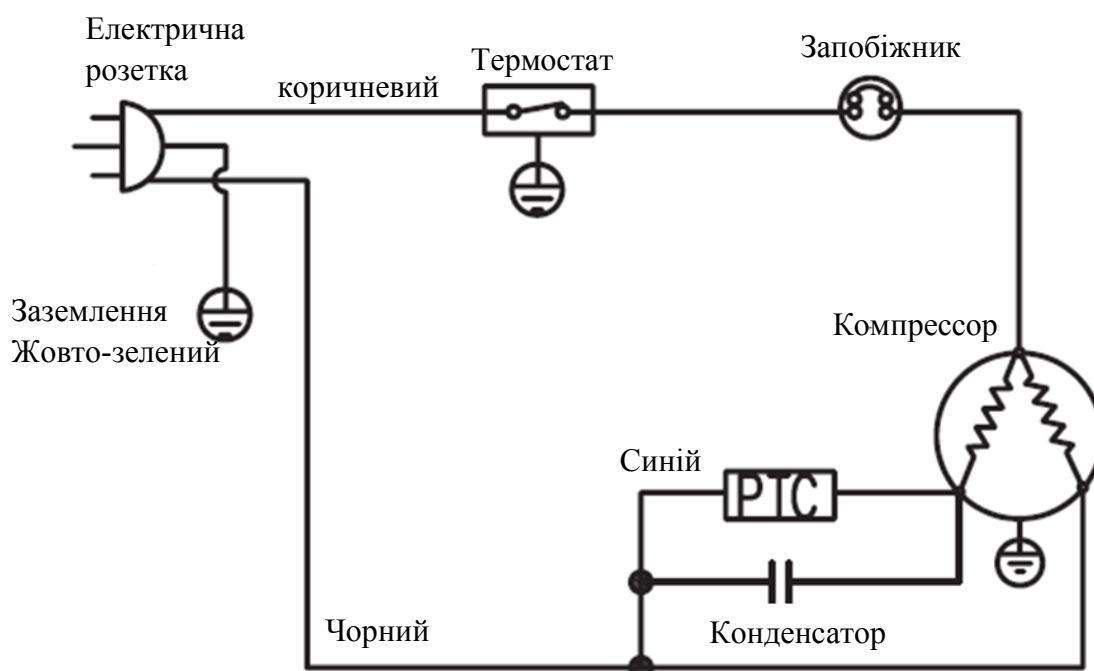 Електрична
розетка
коричневий
Термостат
Запобіжник
Заземлення
Жовто-зелений
Компрессор
Синій
PTC
Чорний
Конденсатор